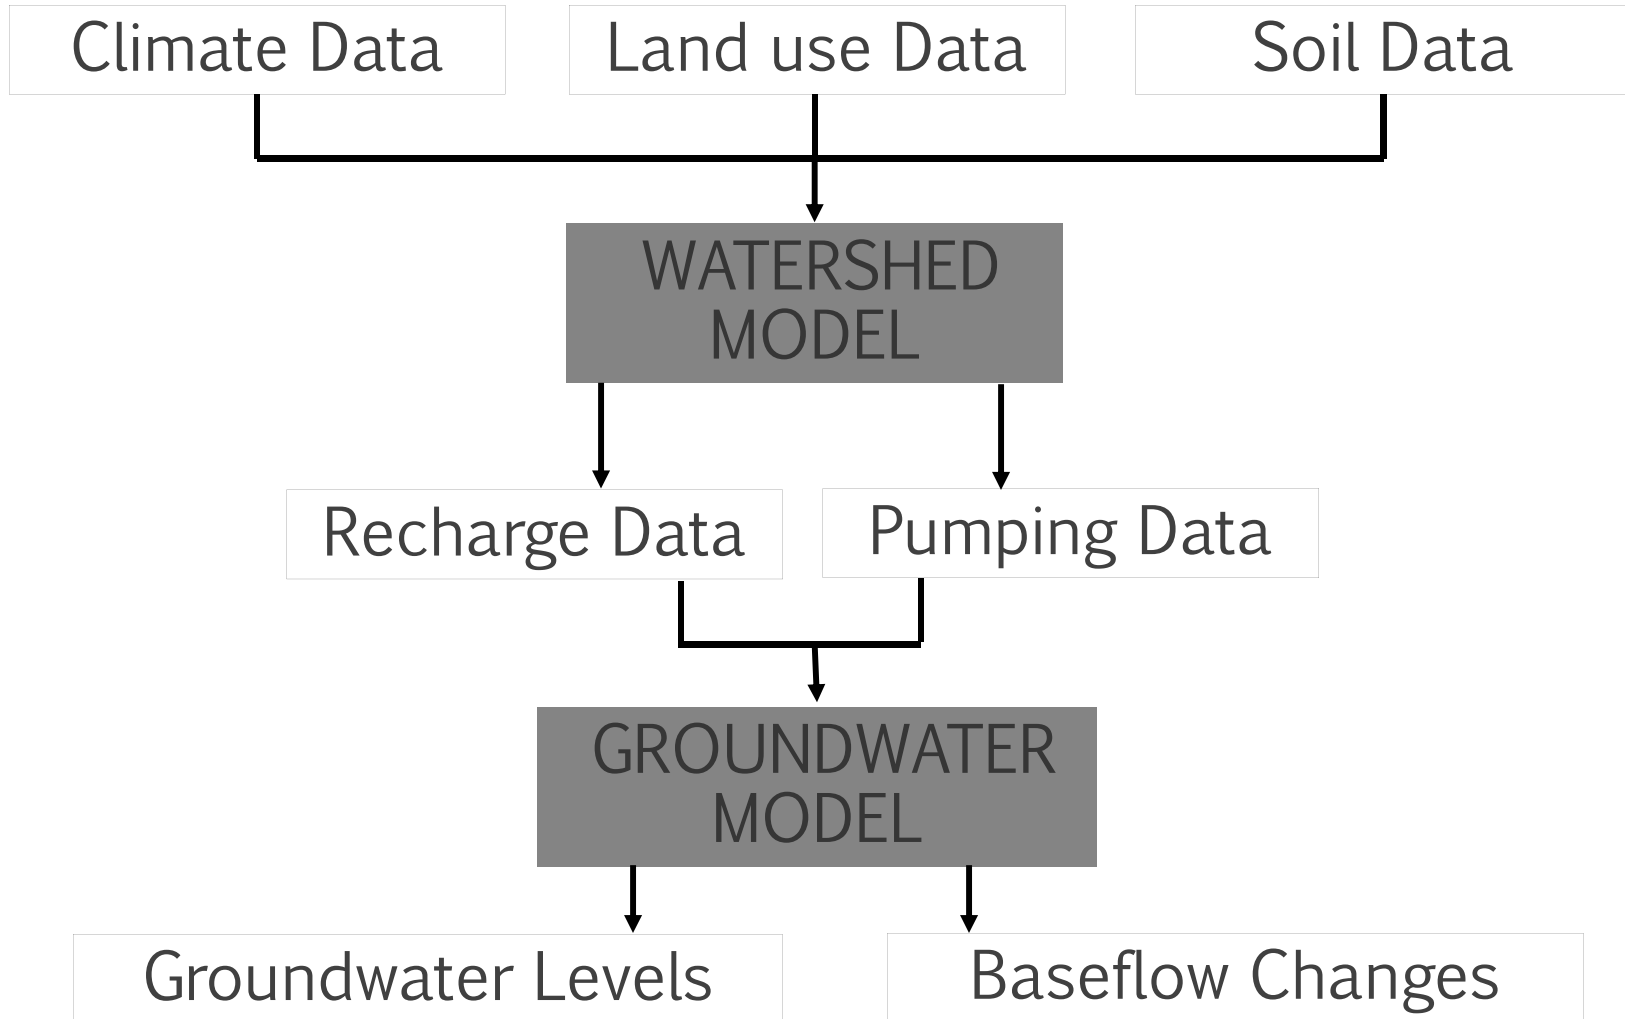 Climate Data
Land use Data
Soil Data
WATERSHED
MODEL
Recharge Data
Pumping Data
GROUNDWATER
MODEL
Groundwater Levels
Baseflow Changes